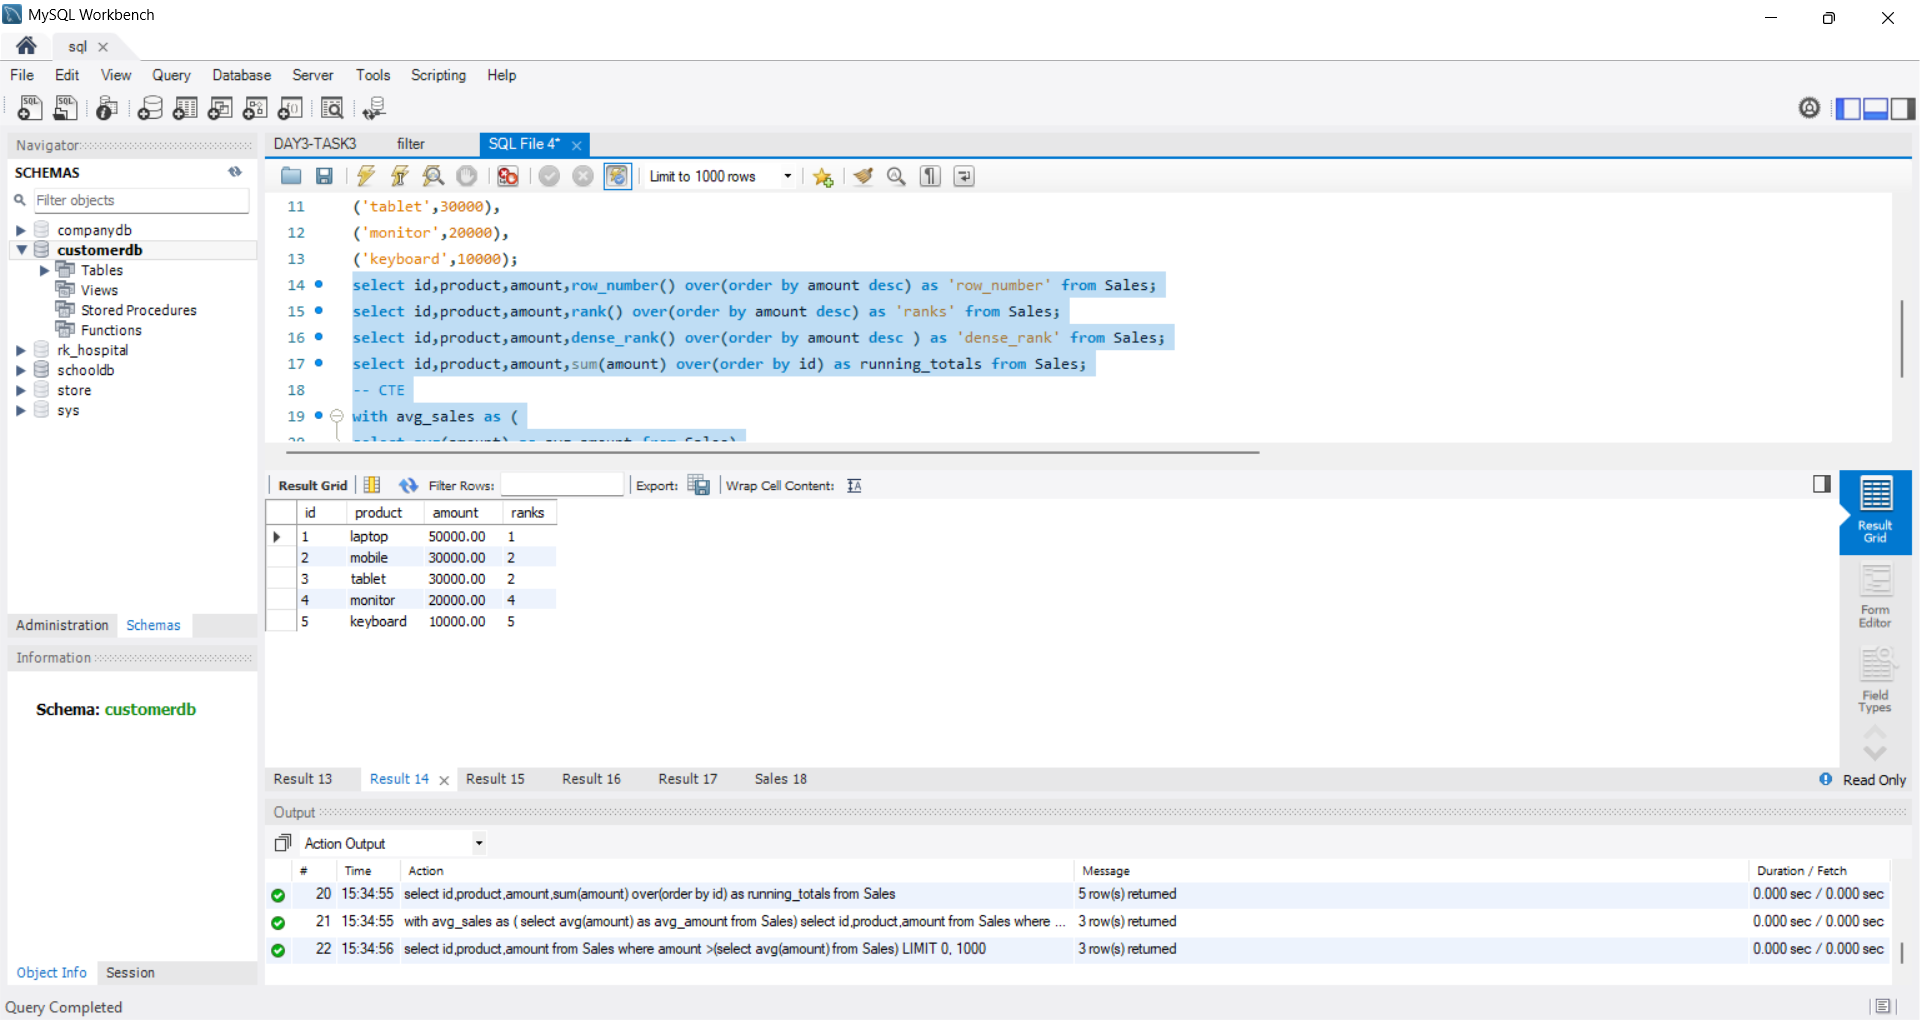 MySQL Workbench
sql
File Edit View Query Database Server Tools Scripting Help
Navigator
SCHEMAS
Filter objects
companydb
customerdb
Tables
Views
Stored Procedures
Functions
rk_hospital
schooldb
store
sys
Administration Schemas
Information
Schema: customerdb
Object Info Session
DAY3-TASK3 filter SQL File 4*
Limit to 1000 rows
11 ('tablet',30000),
12 ('monitor',20000),
13 ('keyboard',10000);
14 select id,product,amount,row_number() over(order by amount desc) as 'row_number' from Sales;
15 select id,product,amount,rank() over(order by amount desc) as 'ranks' from Sales;
16 select id,product,amount,dense_rank() over(order by amount desc ) as 'dense_rank' from Sales;
17 select id,product,amount,sum(amount) over(order by id) as running_totals from Sales;
18 -- CTE
19 with avg_sales as (
20 select avg(amount) as avg_amount from Sales)
Result Grid Filter Rows: Export: Wrap Cell Content:
id product amount ranks
1 laptop 50000.00 1
2 mobile 30000.00 2
3 tablet 30000.00 2
4 monitor 20000.00 4
5 keyboard 10000.00 5
Result Grid
Form Editor
Field Types
Result 13 Result 14 Result 15 Result 16 Result 17 Sales 18
Read Only
Output
Action Output
# Time Action Message Duration / Fetch
20 15:34:55 select id,product,amount,sum(amount) over(order by id) as running_totals from Sales 5 row(s) returned 0.000 sec / 0.000 sec
21 15:34:55 with avg_sales as ( select avg(amount) as avg_amount from Sales) select id,product,amount from Sales where ... 3 row(s) returned 0.000 sec / 0.000 sec
22 15:34:56 select id,product,amount from Sales where amount >(select avg(amount) from Sales) LIMIT 0, 1000 3 row(s) returned 0.000 sec / 0.000 sec
Query Completed